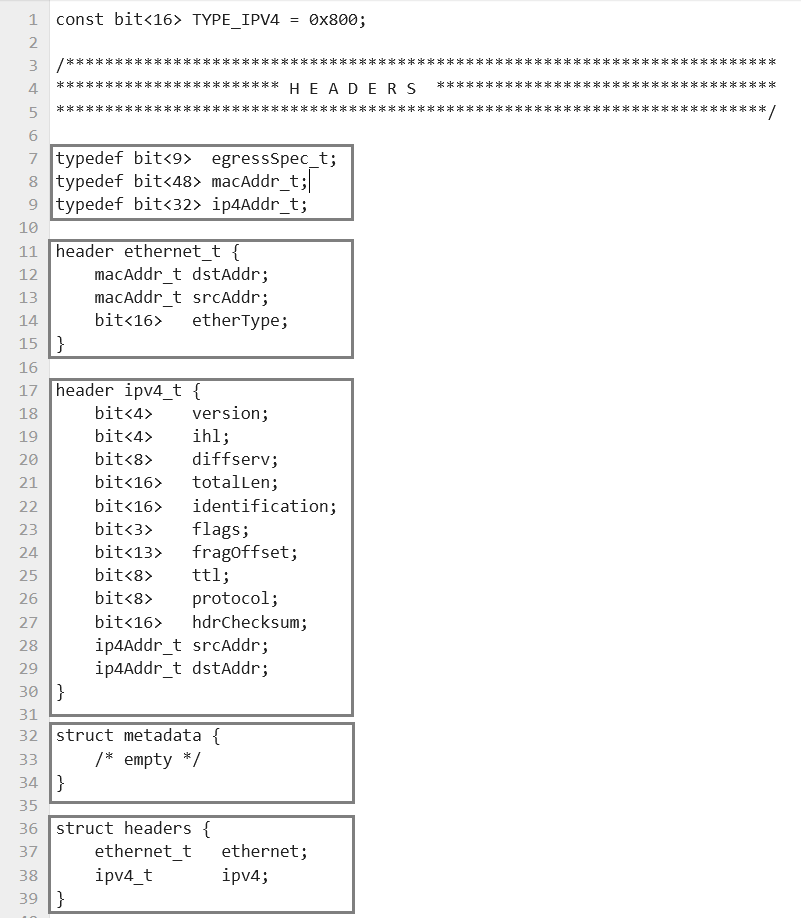 1 const bit<16> TYPE_IPV4 = 0x800;
2
3 /*************************************************************************
4 *********************** H E A D E R S  ***********************************
5 *************************************************************************/
6
7 typedef bit<9>  egressSpec_t;
8 typedef bit<48> macAddr_t;
9 typedef bit<32> ip4Addr_t;
10
11 header ethernet_t {
12     macAddr_t dstAddr;
13     macAddr_t srcAddr;
14     bit<16>   etherType;
15 }
16
17 header ipv4_t {
18     bit<4>    version;
19     bit<4>    ihl;
20     bit<8>    diffserv;
21     bit<16>   totalLen;
22     bit<16>   identification;
23     bit<3>    flags;
24     bit<13>   fragOffset;
25     bit<8>    ttl;
26     bit<8>    protocol;
27     bit<16>   hdrChecksum;
28     ip4Addr_t srcAddr;
29     ip4Addr_t dstAddr;
30 }
31
32 struct metadata {
33     /* empty */
34 }
35
36 struct headers {
37     ethernet_t   ethernet;
38     ipv4_t       ipv4;
39 }